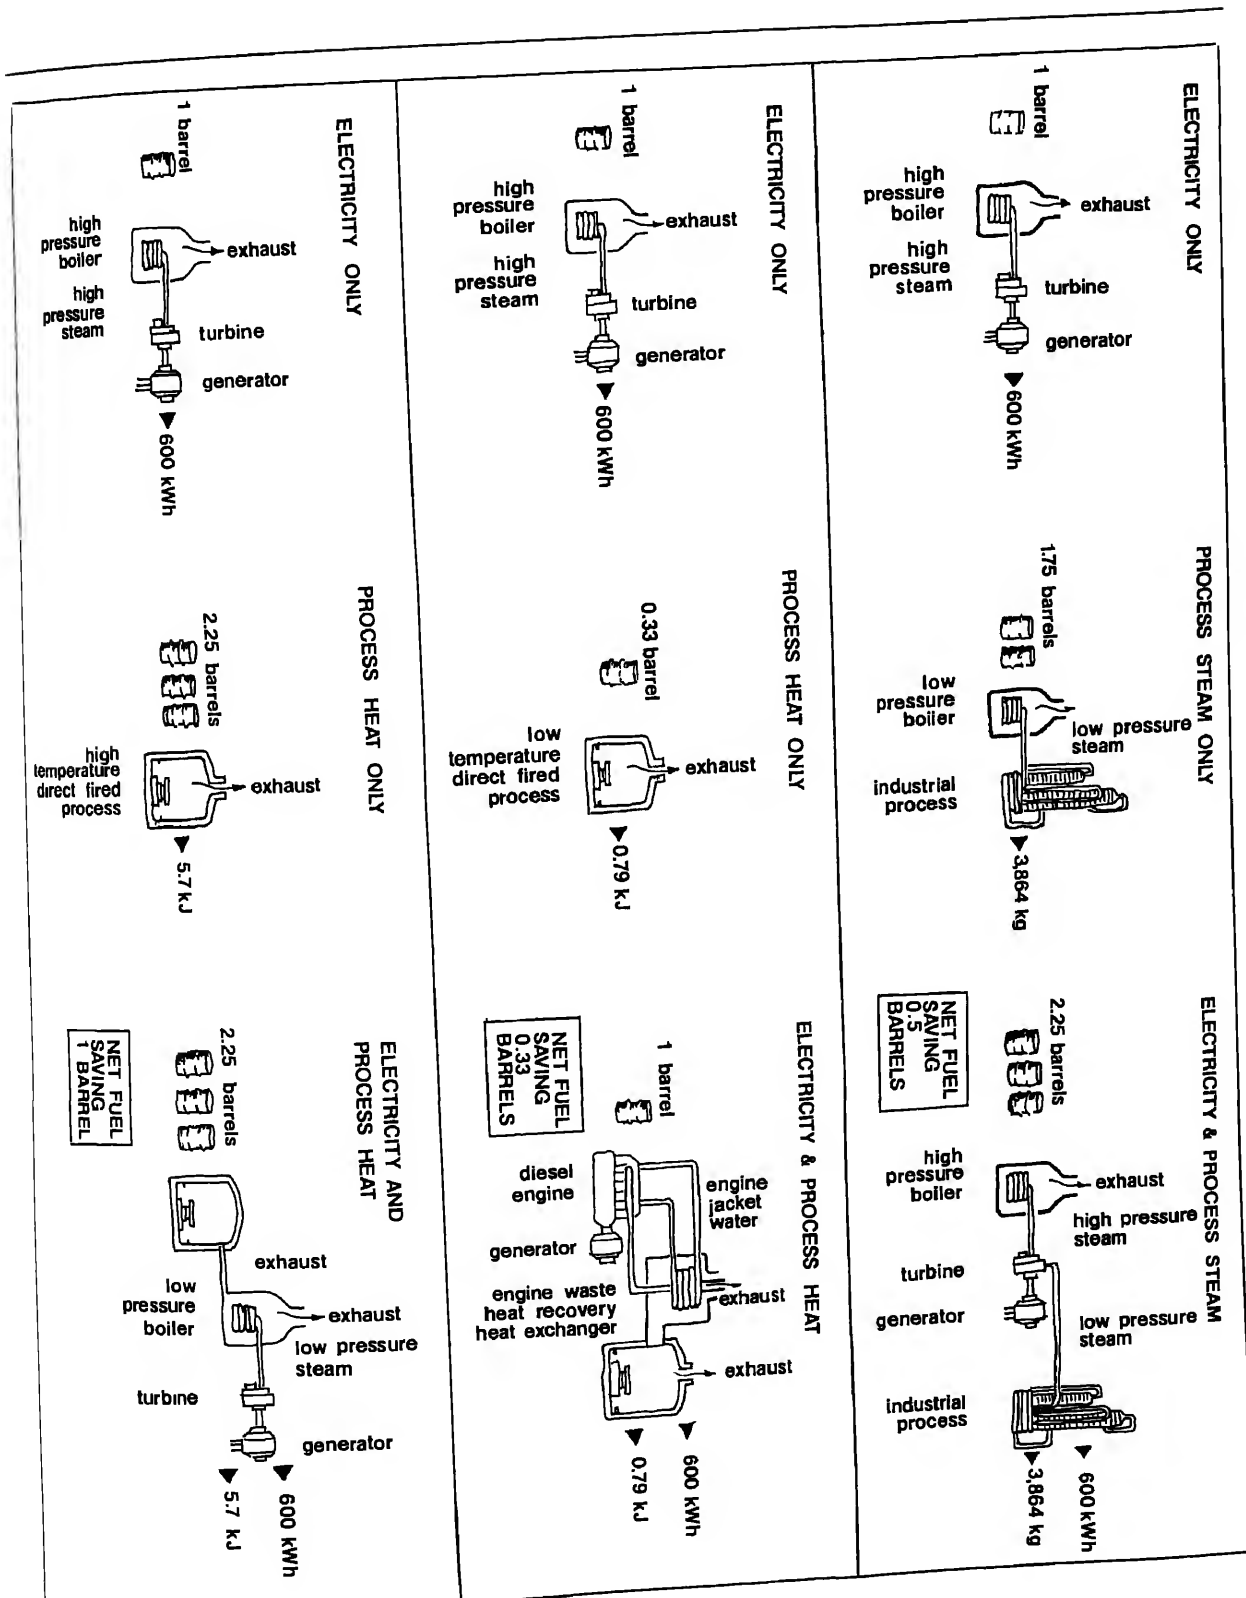 ELECTRICITY ONLY
1 barrel
high
pressure
boiler
exhaust
high
pressure
steam
turbine
generator
600 kWh
PROCESS STEAM ONLY
1.75 barrels
low
pressure
boiler
low pressure
steam
industrial
process
3,864 kg
ELECTRICITY & PROCESS STEAM
2.25 barrels
NET FUEL
SAVING
0.5
BARRELS
high
pressure
boiler
exhaust
high pressure
steam
turbine
generator
low pressure
steam
industrial
process
600 kWh
3,864 kg
ELECTRICITY ONLY
1 barrel
high
pressure
boiler
exhaust
high
pressure
steam
turbine
generator
600 kWh
PROCESS HEAT ONLY
0.33 barrel
low
temperature
direct fired
process
exhaust
0.79 kJ
ELECTRICITY & PROCESS HEAT
1 barrel
NET FUEL
SAVING
0.33
BARRELS
diesel
engine
engine
jacket
water
generator
engine waste
heat recovery
heat exchanger
exhaust
exhaust
600 kWh
0.79 kJ
ELECTRICITY ONLY
1 barrel
high
pressure
boiler
exhaust
high
pressure
steam
turbine
generator
600 kWh
PROCESS HEAT ONLY
2.25 barrels
high
temperature
direct fired
process
exhaust
5.7 kJ
ELECTRICITY AND
PROCESS HEAT
2.25 barrels
NET FUEL
SAVING
1 BARREL
exhaust
low
pressure
boiler
exhaust
low pressure
steam
turbine
generator
600 kWh
5.7 kJ